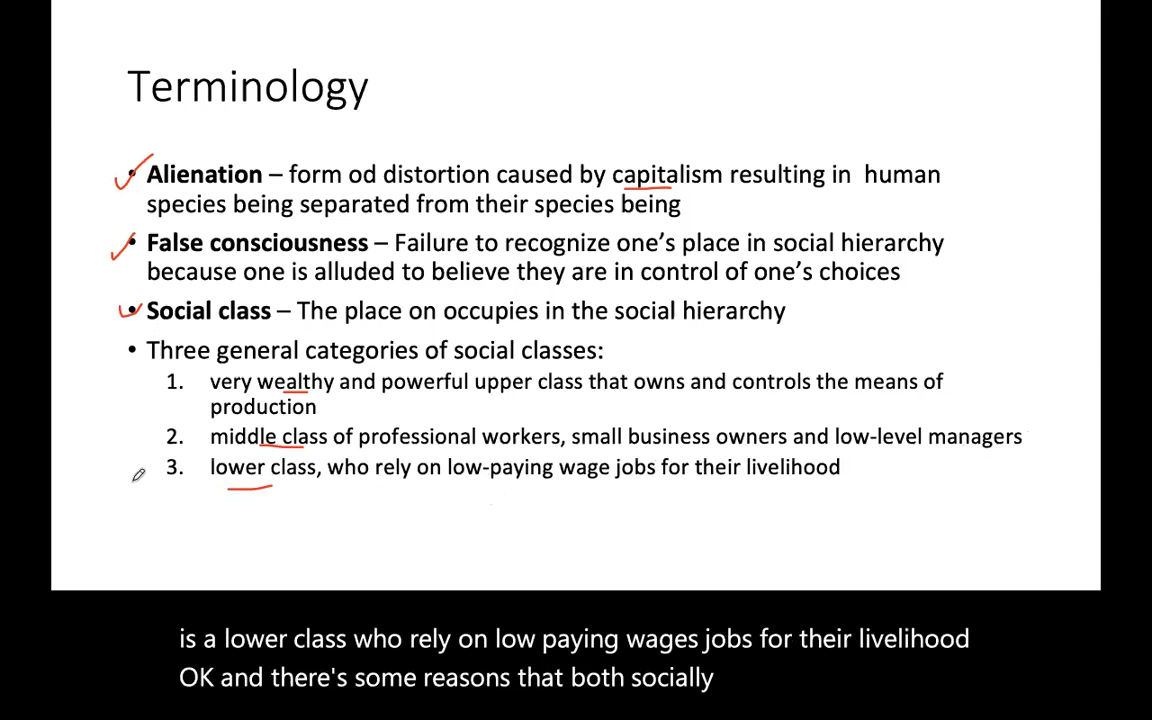 Terminology
• Alienation – form od distortion caused by capitalism resulting in human
species being separated from their species being
• False consciousness – Failure to recognize one's place in social hierarchy
because one is alluded to believe they are in control of one's choices
• Social class – The place on occupies in the social hierarchy
• Three general categories of social classes:
1. very wealthy and powerful upper class that owns and controls the means of
production
2. middle class of professional workers, small business owners and low-level managers
3. lower class, who rely on low-paying wage jobs for their livelihood
is a lower class who rely on low paying wages jobs for their livelihood
OK and there's some reasons that both socially